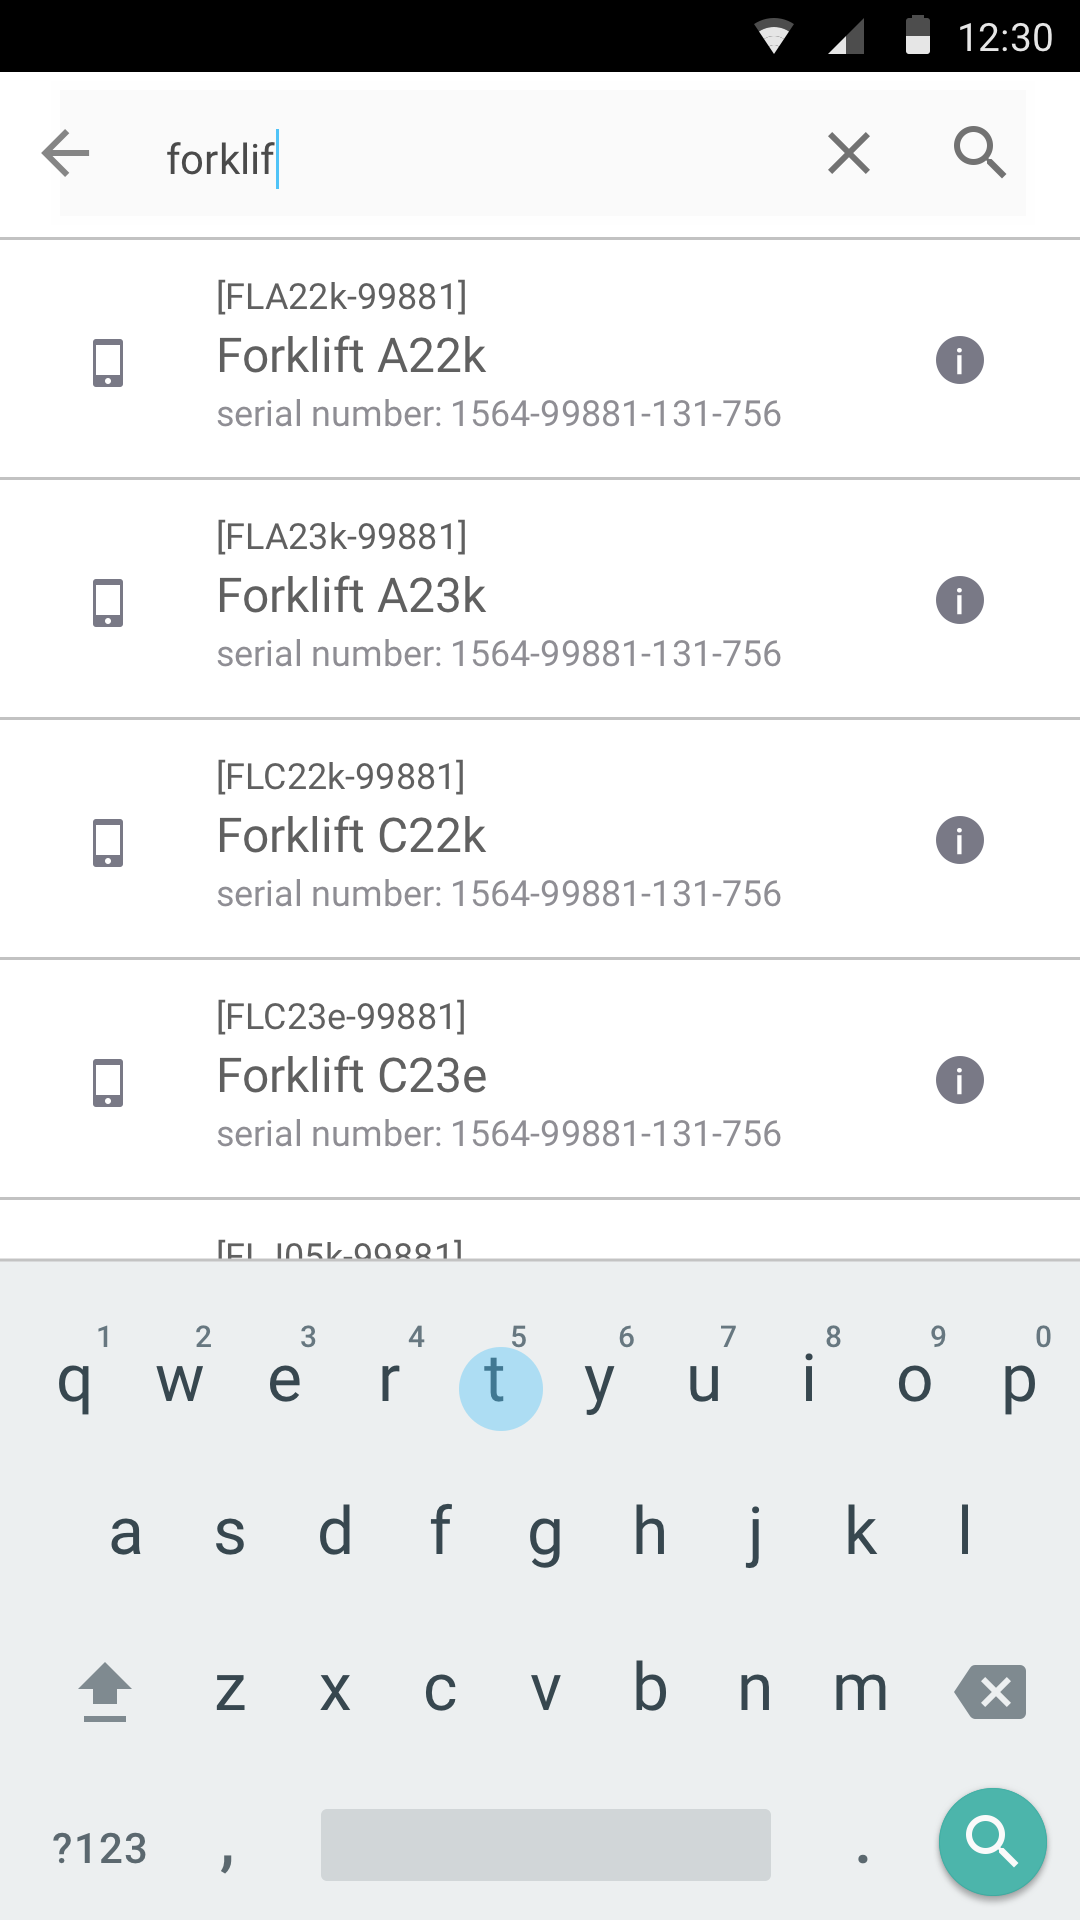 12:30
forklif
[FLA22k-99881]
Forklift A22k
serial number: 1564-99881-131-756
[FLA23k-99881]
Forklift A23k
serial number: 1564-99881-131-756
[FLC22k-99881]
Forklift C22k
serial number: 1564-99881-131-756
[FLC23e-99881]
Forklift C23e
serial number: 1564-99881-131-756
[FLJ05k-99881]
1 2 3 4 5 6 7 8 9 0
q w e r t y u i o p
a s d f g h j k l
z x c v b n m
?123 , .